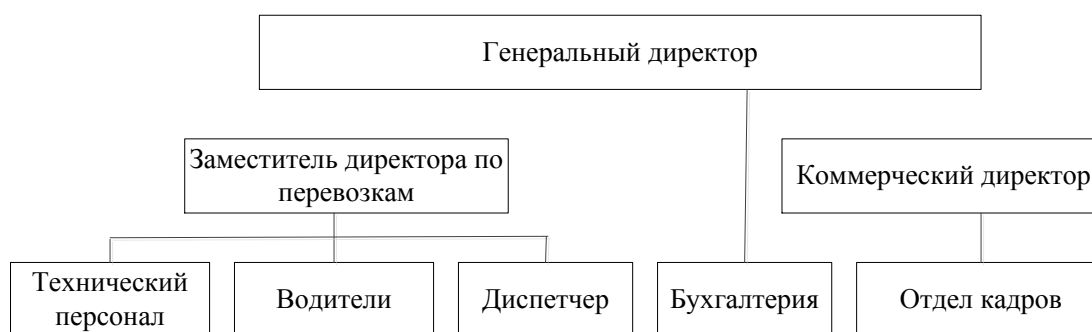 Генеральный директор
Заместитель директора по
перевозкам
Коммерческий директор
Технический
персонал
Водители
Диспетчер
Бухгалтерия
Отдел кадров